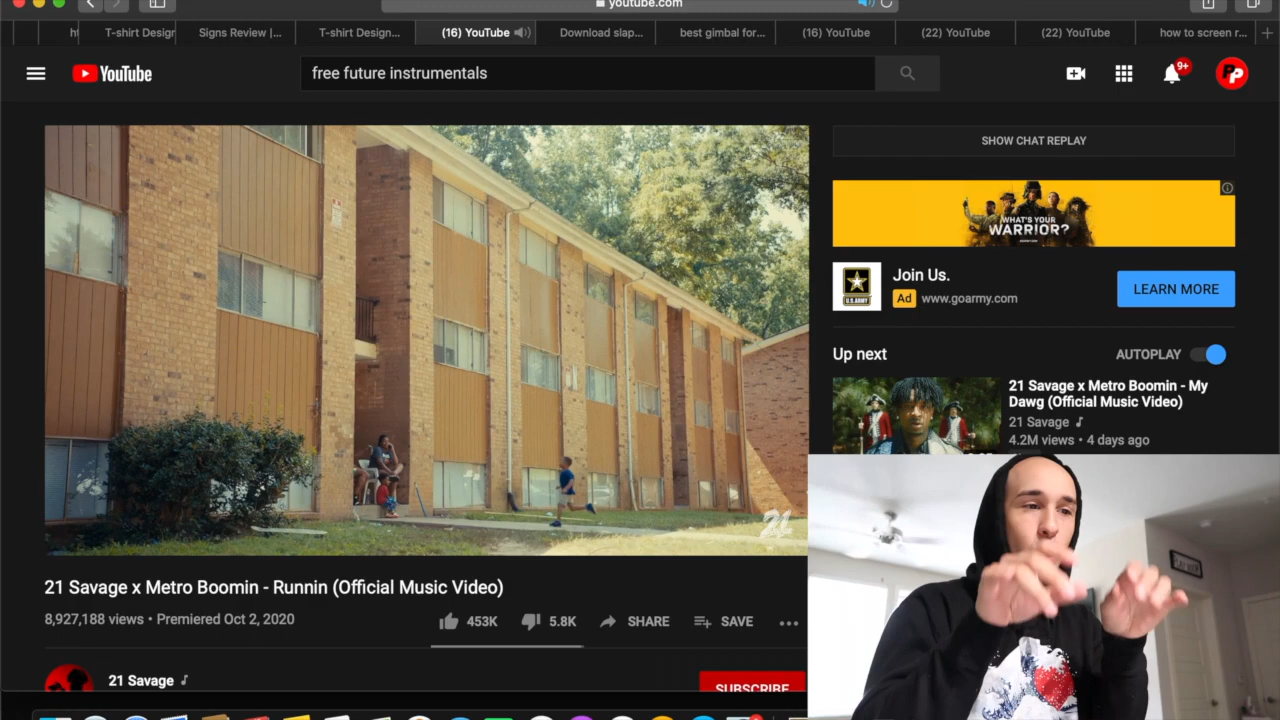 youtube.com
T-shirt Desigr
Signs Review |...
T-shirt Design...
(16) YouTube
Download slap...
best gimbal for...
(16) YouTube
(22) YouTube
(22) YouTube
how to screen r...
YouTube
free future instrumentals
9+
PP
SHOW CHAT REPLAY
WHAT'S YOUR
WARRIOR?
U.S.ARMY
Join Us.
Ad www.goarmy.com
LEARN MORE
Up next
AUTOPLAY
21 Savage x Metro Boomin - My
Dawg (Official Music Video)
21 Savage
4.2M views • 4 days ago
21
21 Savage x Metro Boomin - Runnin (Official Music Video)
8,927,188 views • Premiered Oct 2, 2020
453K
5.8K
SHARE
SAVE
21 Savage
SUBSCRIBE